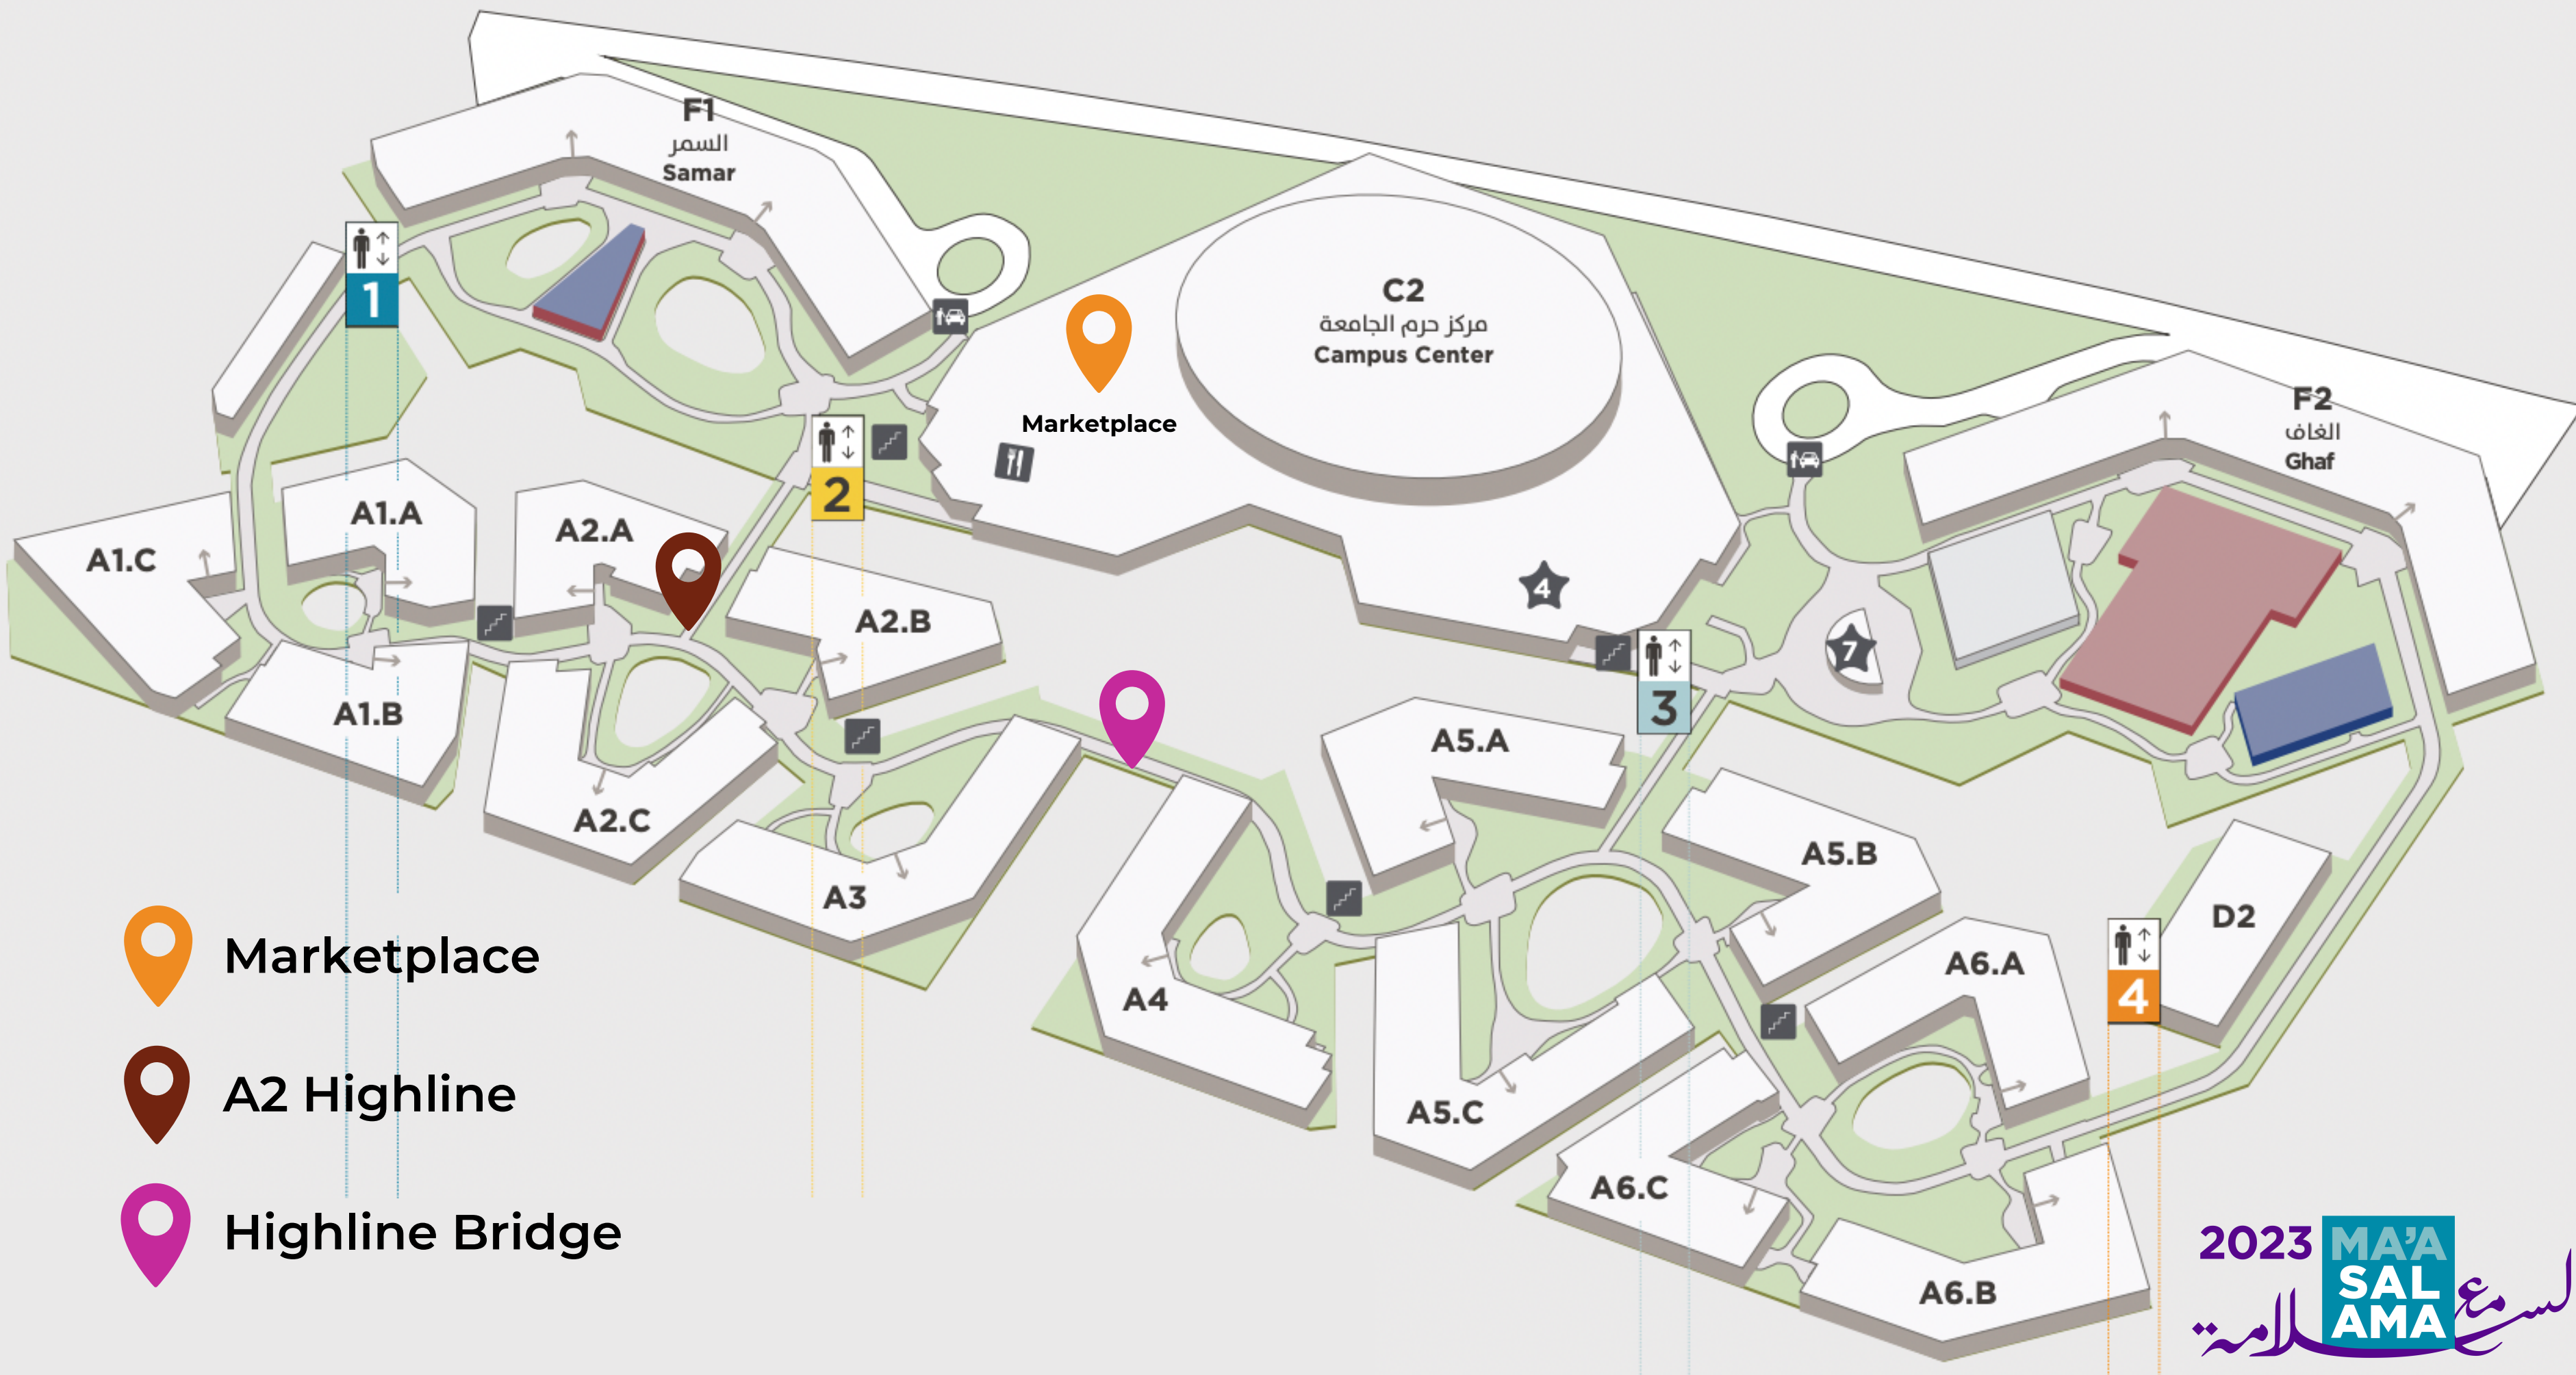 F1
السمر
Samar
1
C2
مركز حرم الجامعة
Campus Center
Marketplace
F2
الغاف
Ghaf
2
A1.A
A2.A
A1.C
A2.B
4
3
7
A1.B
A5.A
A2.C
A5.B
A3
D2
A4
A6.A
4
A5.C
A6.C
A6.B
Marketplace
A2 Highline
Highline Bridge
2023
MA'A
SAL
AMA
مع السلامة